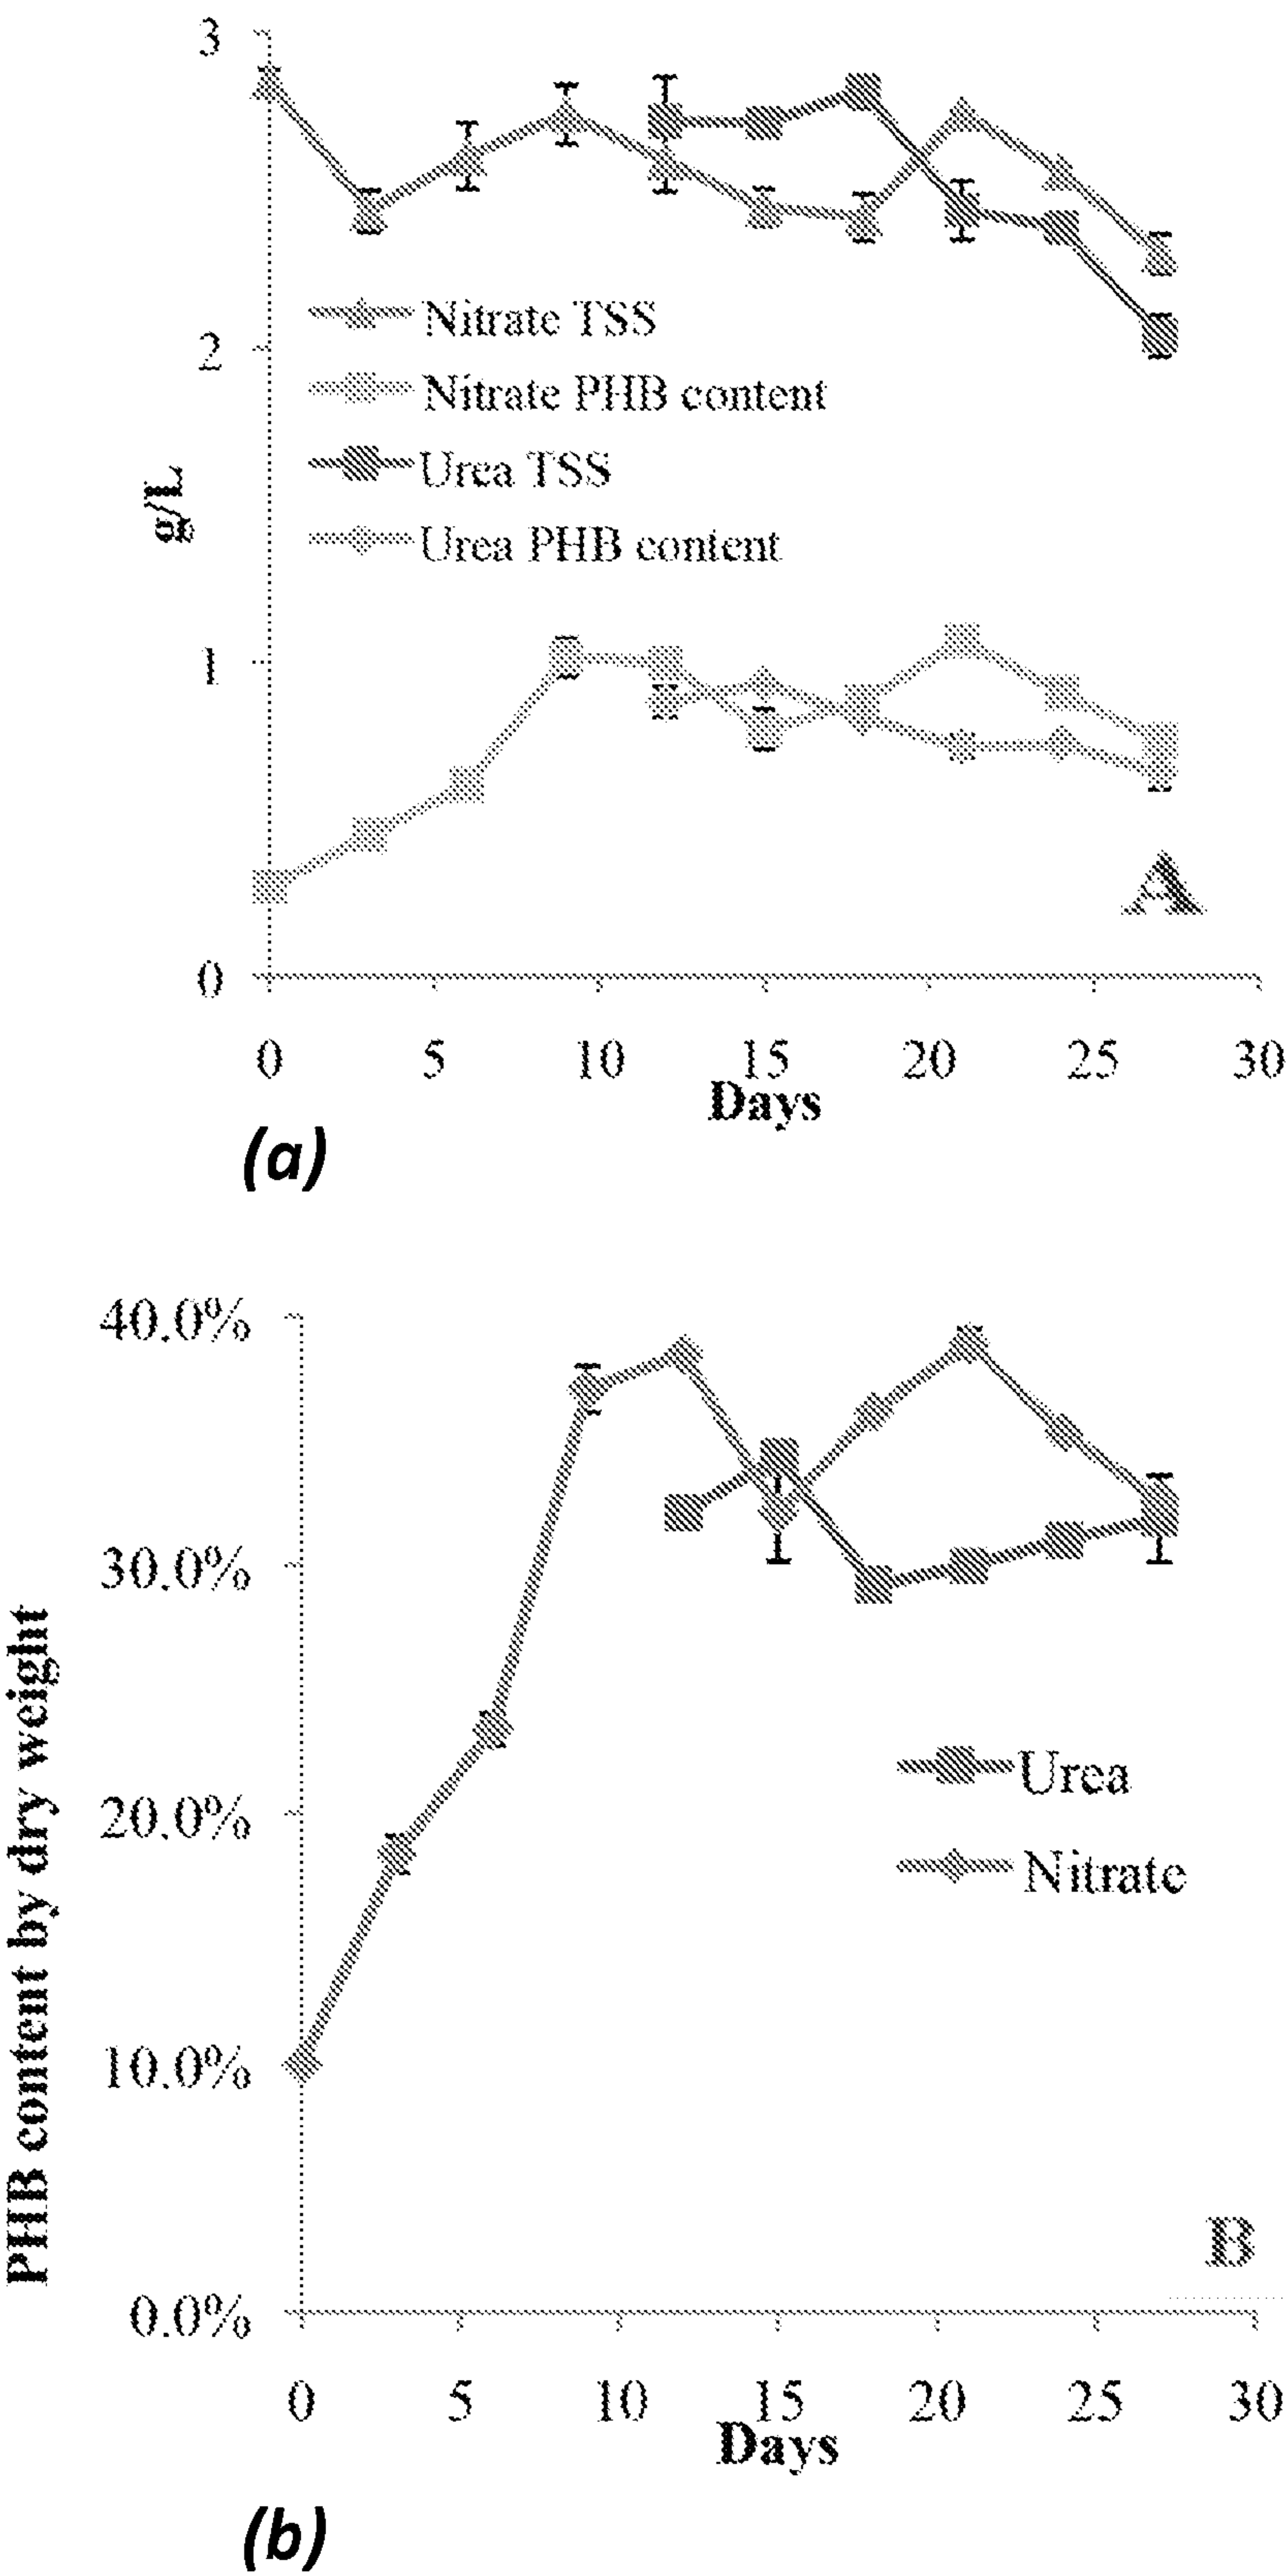 3
Nitrate TSS
2
Nitrate PHB content
g/L
Urea TSS
Urea PHB content
1
A
0
0 5 10 15 20 25 30
Days
(a)
40.0%
30.0%
PHB content by dry weight
Urea
20.0%
Nitrate
10.0%
B
0.0%
0 5 10 15 20 25 30
Days
(b)